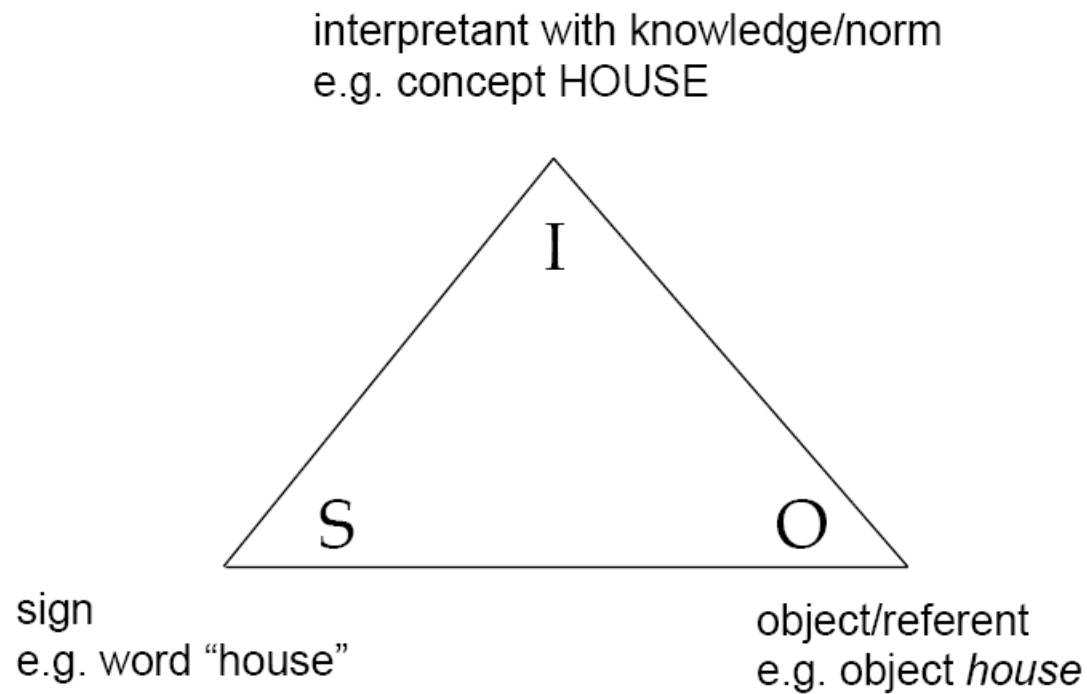 interpretant with knowledge/norm
e.g. concept HOUSE
I
S
O
sign
e.g. word “house”
object/referent
e.g. object house